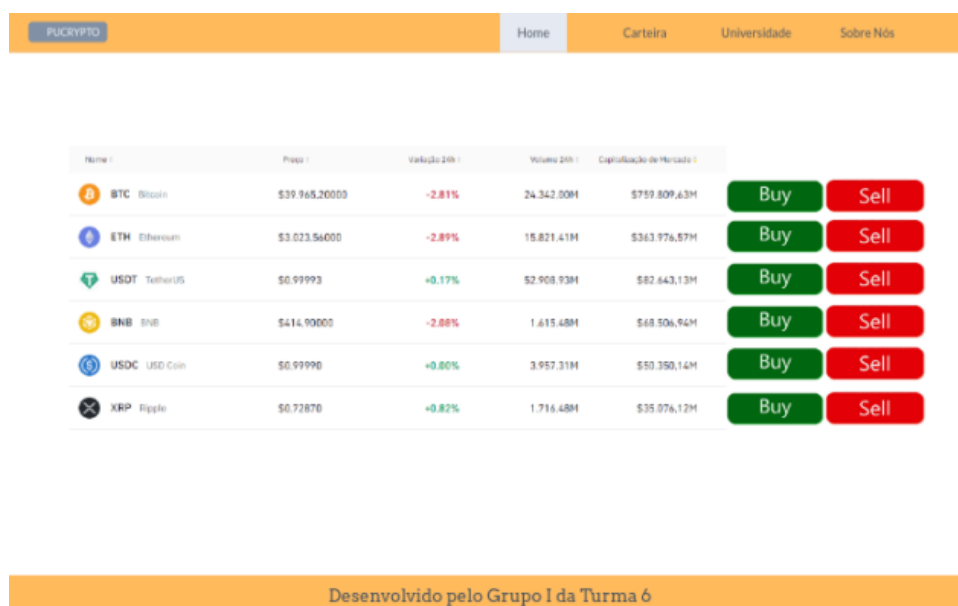 PUCRYPTO Home Carteira Universidade Sobre Nós
Nome Preço Variação 24h Volume 24h Capitalização de Mercado
BTC Bitcoin $39.965,20000 -2.81% 24.342.00M $759.809,63M Buy Sell
ETH Ethereum $3.023.56000 -2.89% 15.821.41M $363.976,57M Buy Sell
USDT TetherUS $0.99993 +0.17% 52.908.93M $82.643,13M Buy Sell
BNB BNB $414.90000 -2.08% 1.615.48M $68.506,94M Buy Sell
USDC USD Coin $0.99990 +0.00% 3.957.31M $50.350,14M Buy Sell
XRP Ripple $0.72870 +0.82% 1.716.48M $35.076,12M Buy Sell
Desenvolvido pelo Grupo I da Turma 6